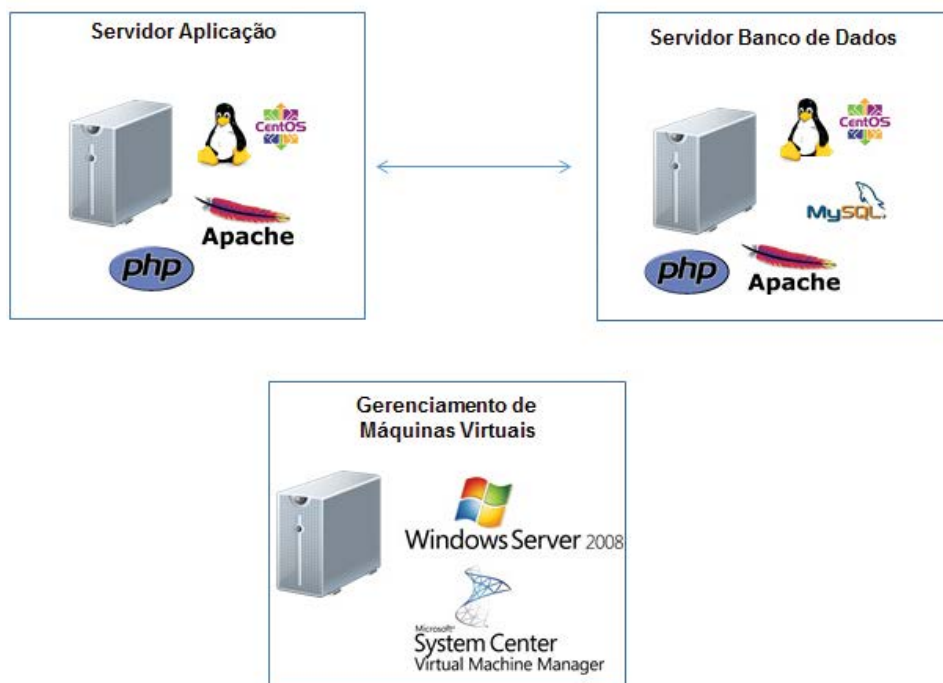 Servidor Aplicação
CentOS
Apache
php
Servidor Banco de Dados
CentOS
MySQL
php
Apache
Gerenciamento de
Máquinas Virtuais
Windows Server 2008
Microsoft
System Center
Virtual Machine Manager